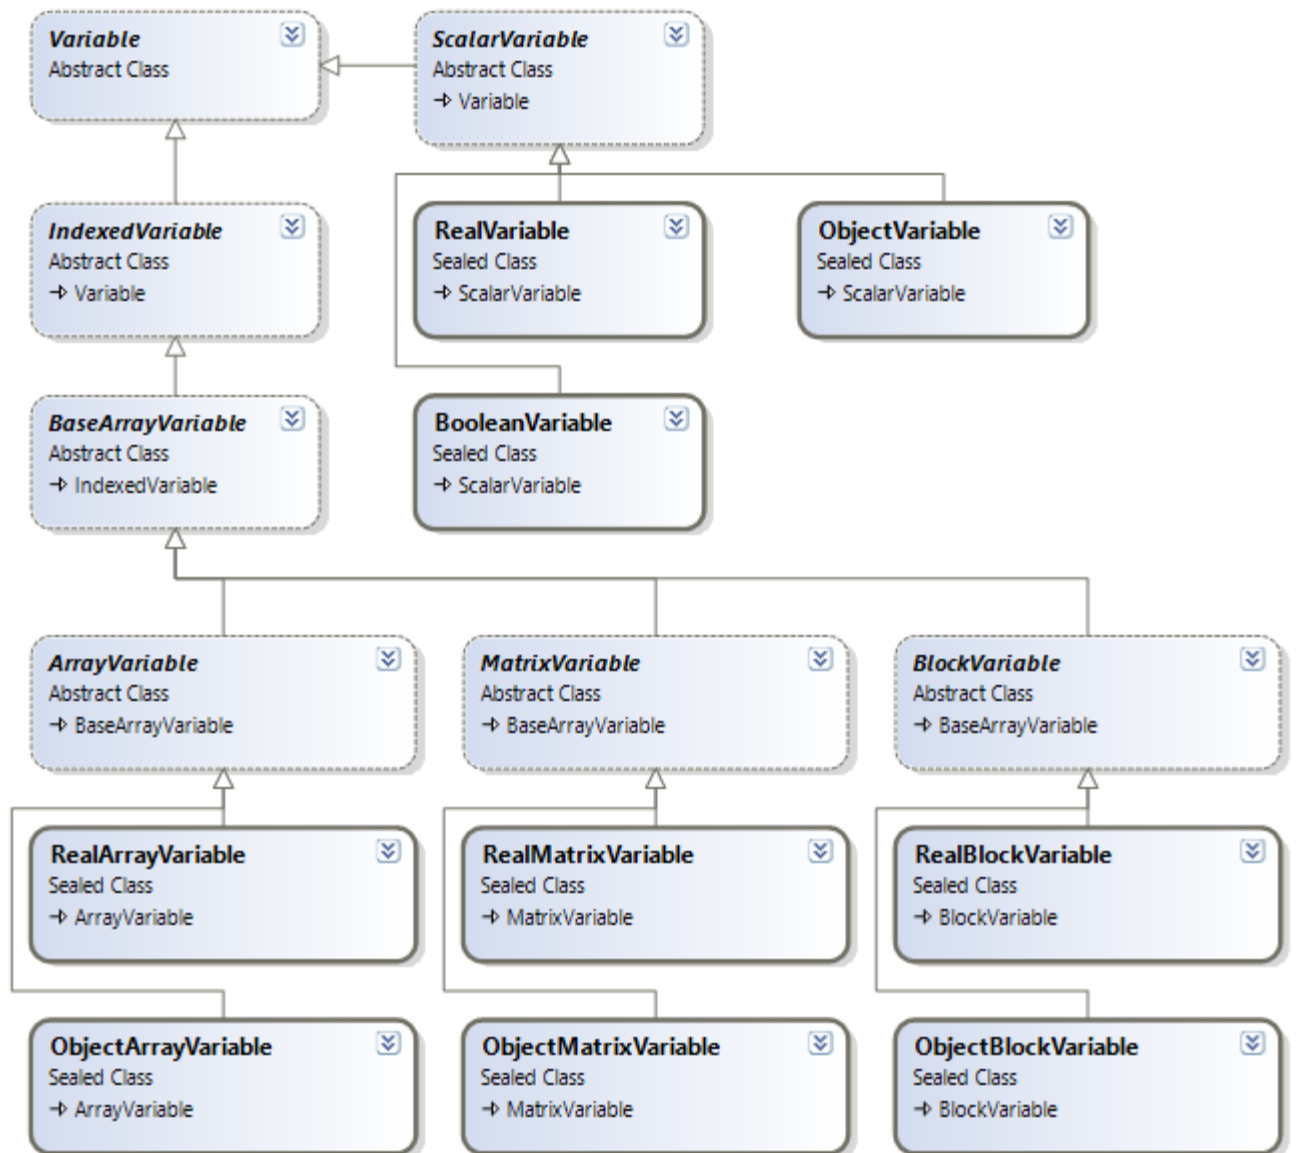 Variable
Abstract Class
ScalarVariable
Abstract Class
Variable
IndexedVariable
Abstract Class
Variable
RealVariable
Sealed Class
ScalarVariable
ObjectVariable
Sealed Class
ScalarVariable
BaseArrayVariable
Abstract Class
IndexedVariable
BooleanVariable
Sealed Class
ScalarVariable
ArrayVariable
Abstract Class
BaseArrayVariable
MatrixVariable
Abstract Class
BaseArrayVariable
BlockVariable
Abstract Class
BaseArrayVariable
RealArrayVariable
Sealed Class
ArrayVariable
RealMatrixVariable
Sealed Class
MatrixVariable
RealBlockVariable
Sealed Class
BlockVariable
ObjectArrayVariable
Sealed Class
ArrayVariable
ObjectMatrixVariable
Sealed Class
MatrixVariable
ObjectBlockVariable
Sealed Class
BlockVariable